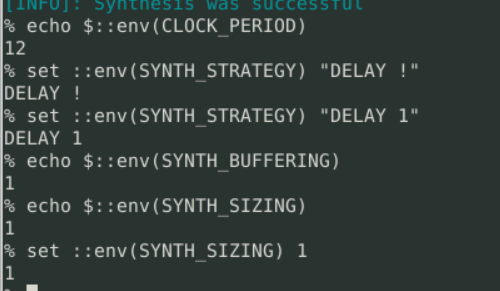 [INFO]: Synthesis was successful
% echo $::env(CLOCK_PERIOD)
12
% set ::env(SYNTH_STRATEGY) "DELAY !"
DELAY !
% set ::env(SYNTH_STRATEGY) "DELAY 1"
DELAY 1
% echo $::env(SYNTH_BUFFERING)
1
% echo $::env(SYNTH_SIZING)
1
% set ::env(SYNTH_SIZING) 1
1
%